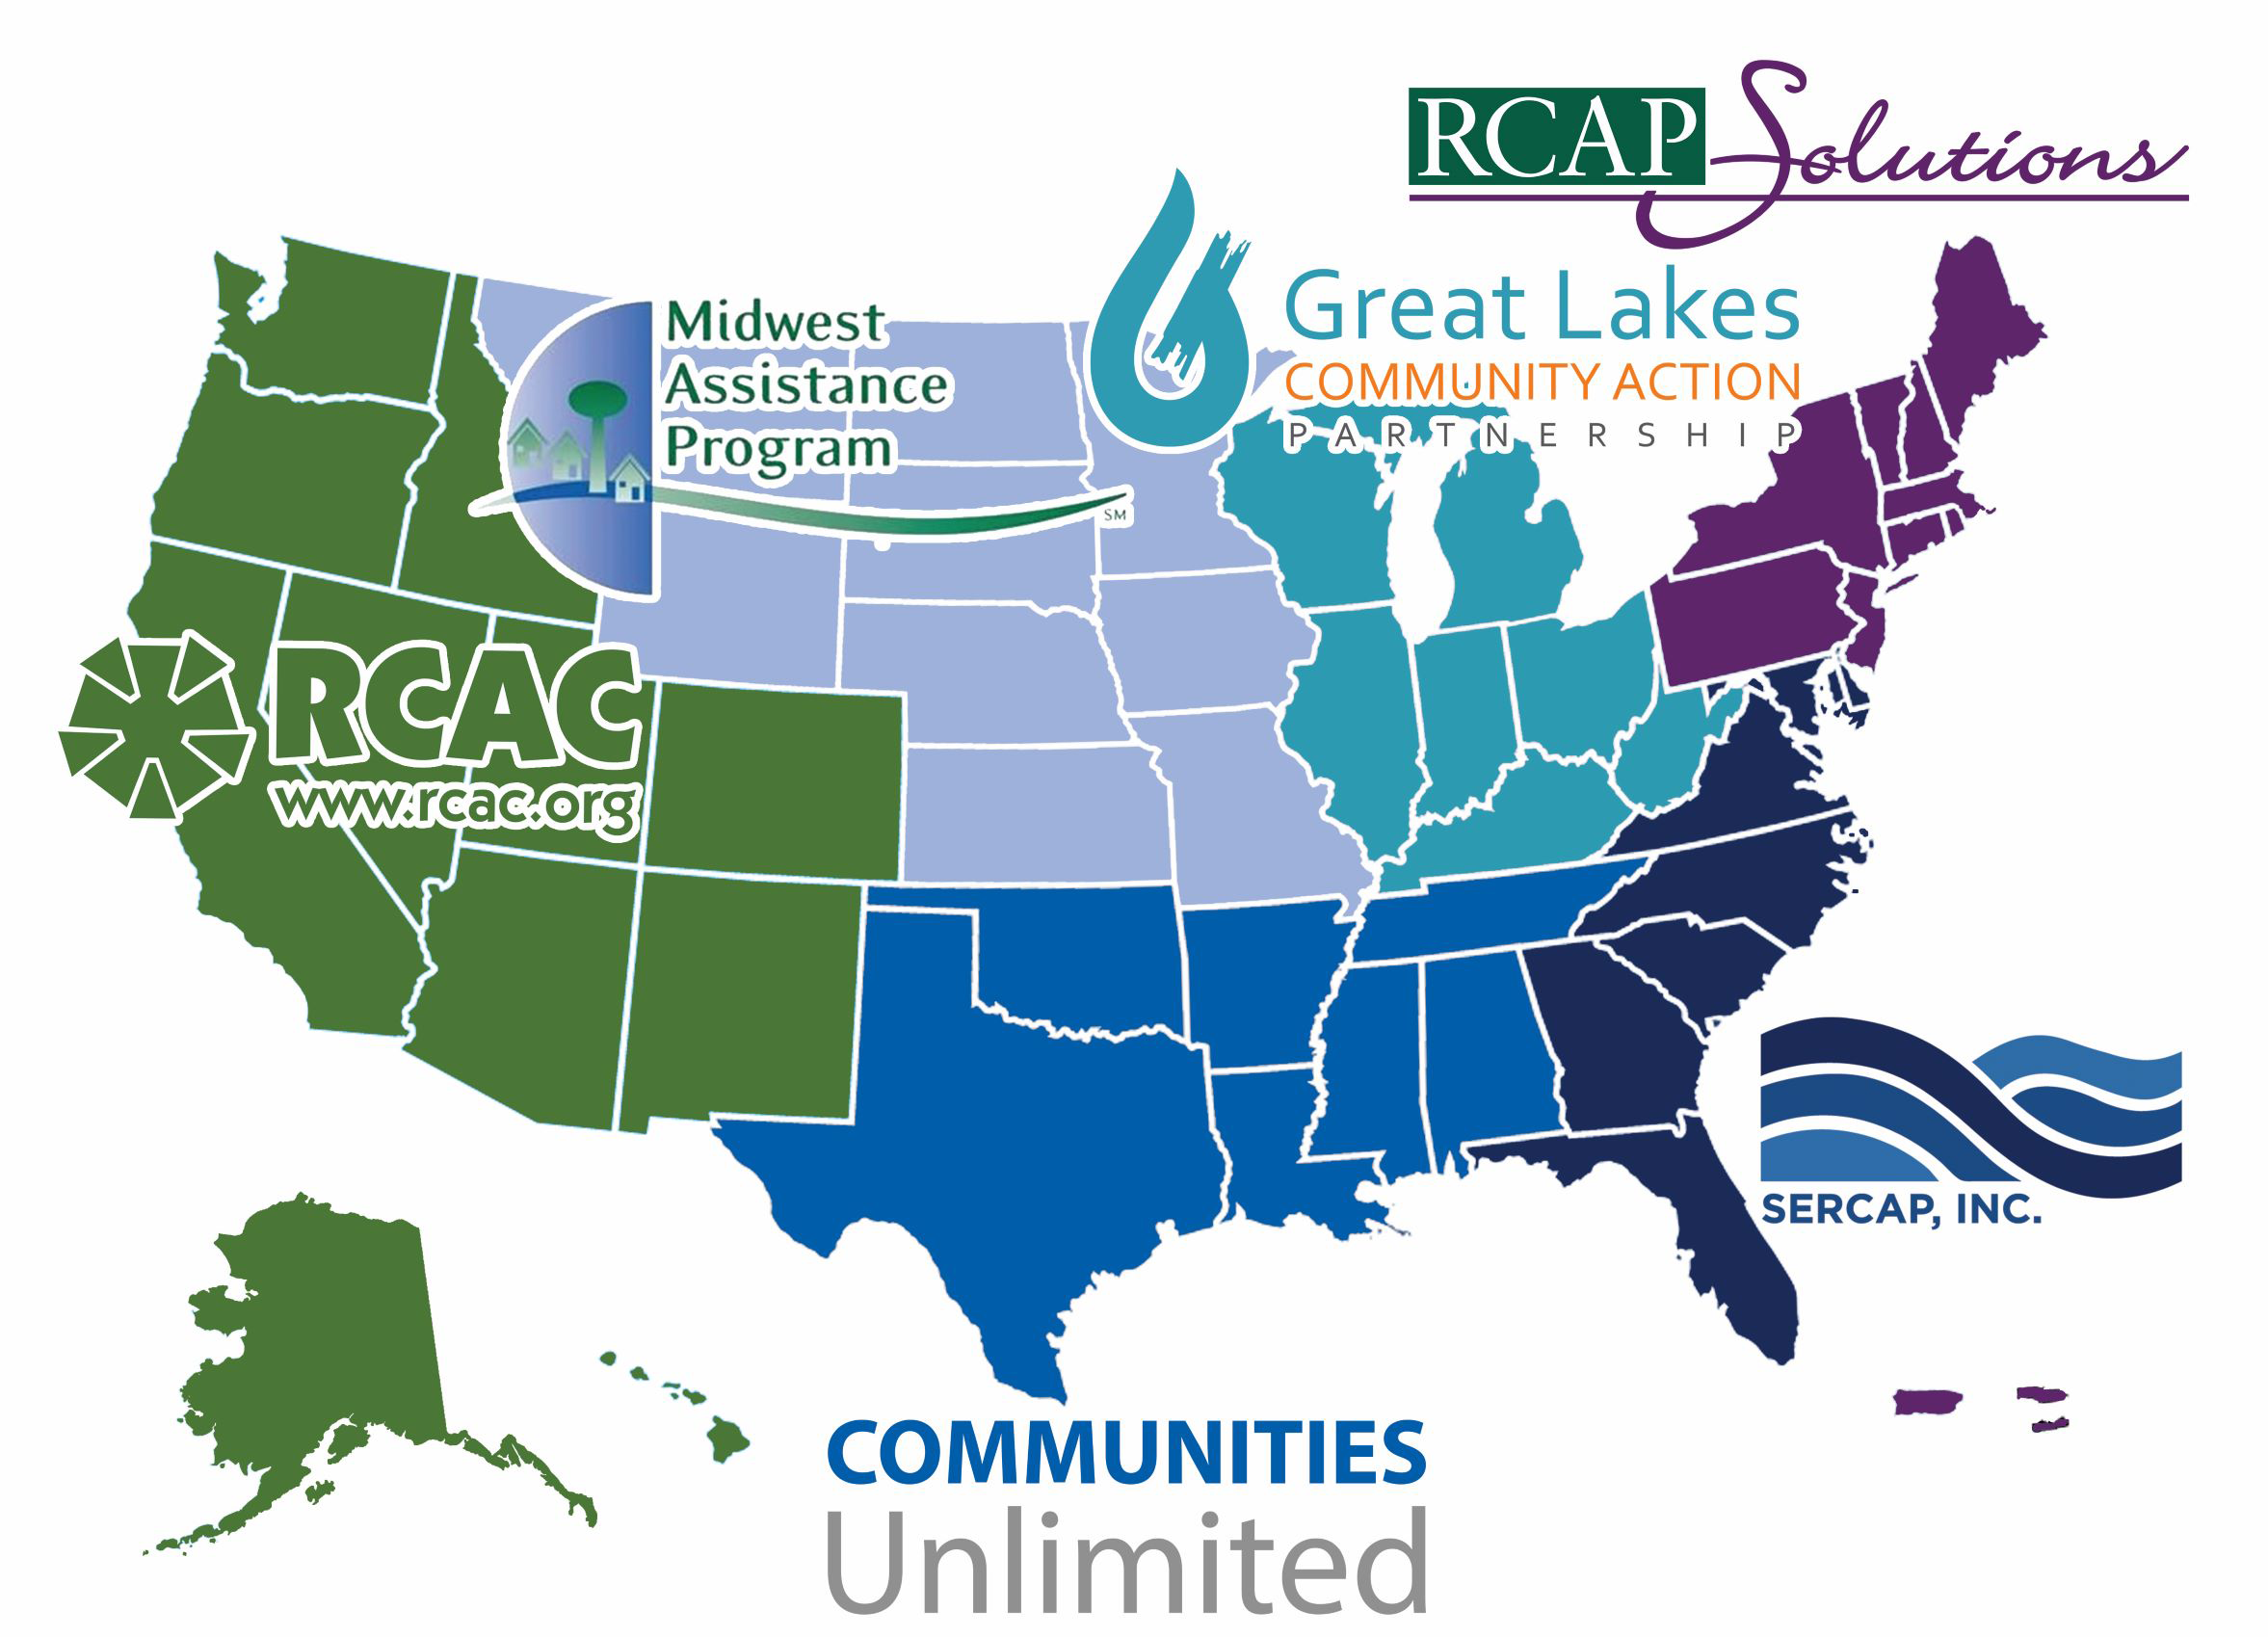 RCAP Solutions
Great Lakes
COMMUNITY ACTION
PARTNERSHIP
Midwest
Assistance
Program
SM
RCAC
www.rcac.org
SERCAP, INC.
COMMUNITIES
Unlimited